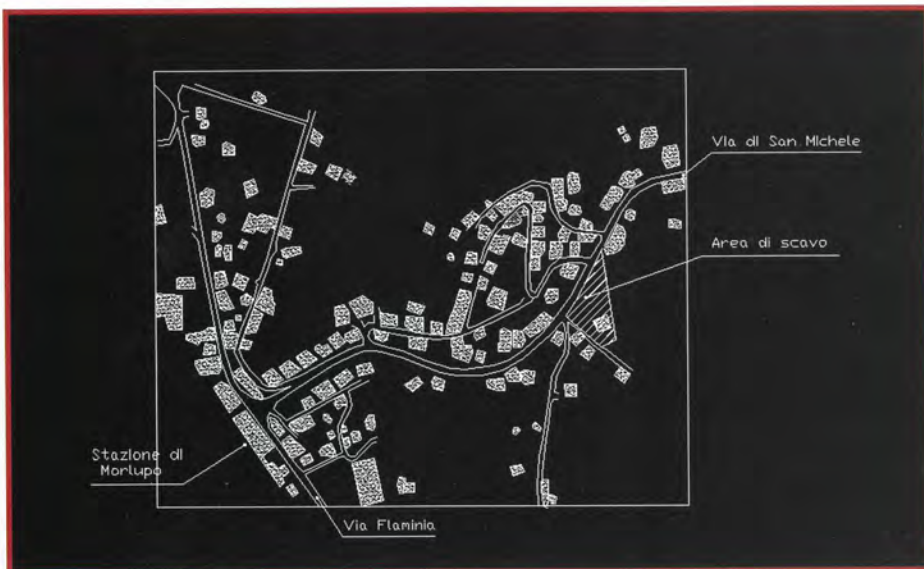 Via di San Michele
Area di scavo
Stazione di
Morlupo
Via Flaminia